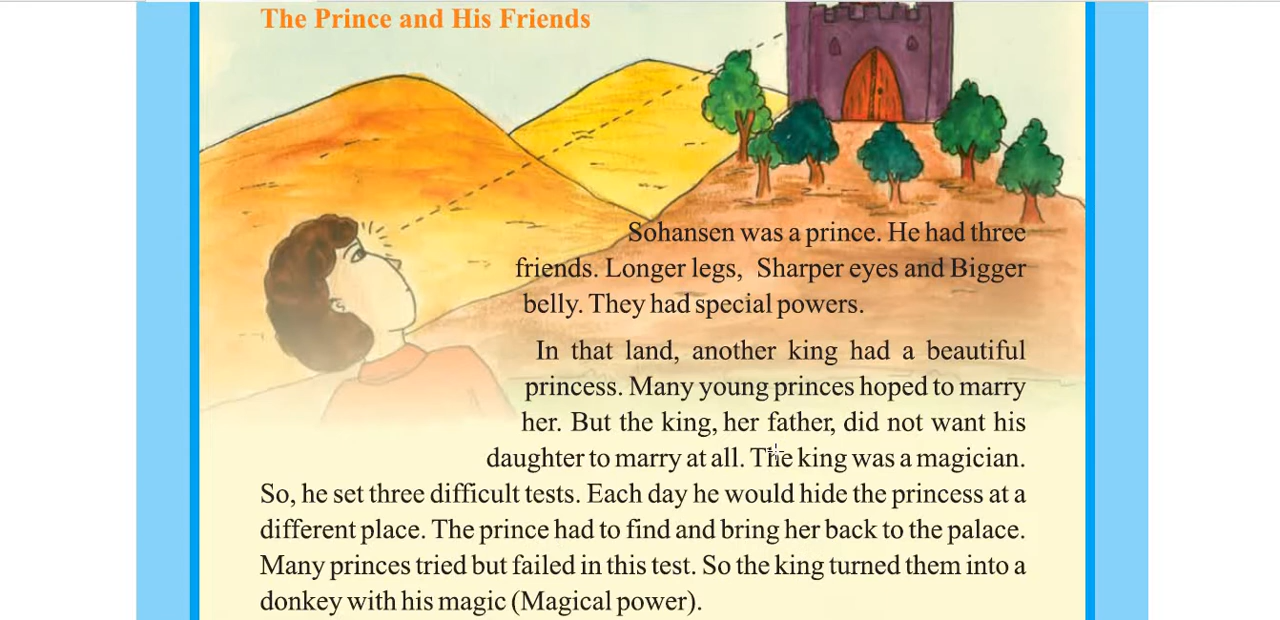 The Prince and His Friends
Sohansen was a prince. He had three
friends. Longer legs, Sharper eyes and Bigger
belly. They had special powers.
In that land, another king had a beautiful
princess. Many young princes hoped to marry
her. But the king, her father, did not want his
daughter to marry at all. The king was a magician.
So, he set three difficult tests. Each day he would hide the princess at a
different place. The prince had to find and bring her back to the palace.
Many princes tried but failed in this test. So the king turned them into a
donkey with his magic (Magical power).